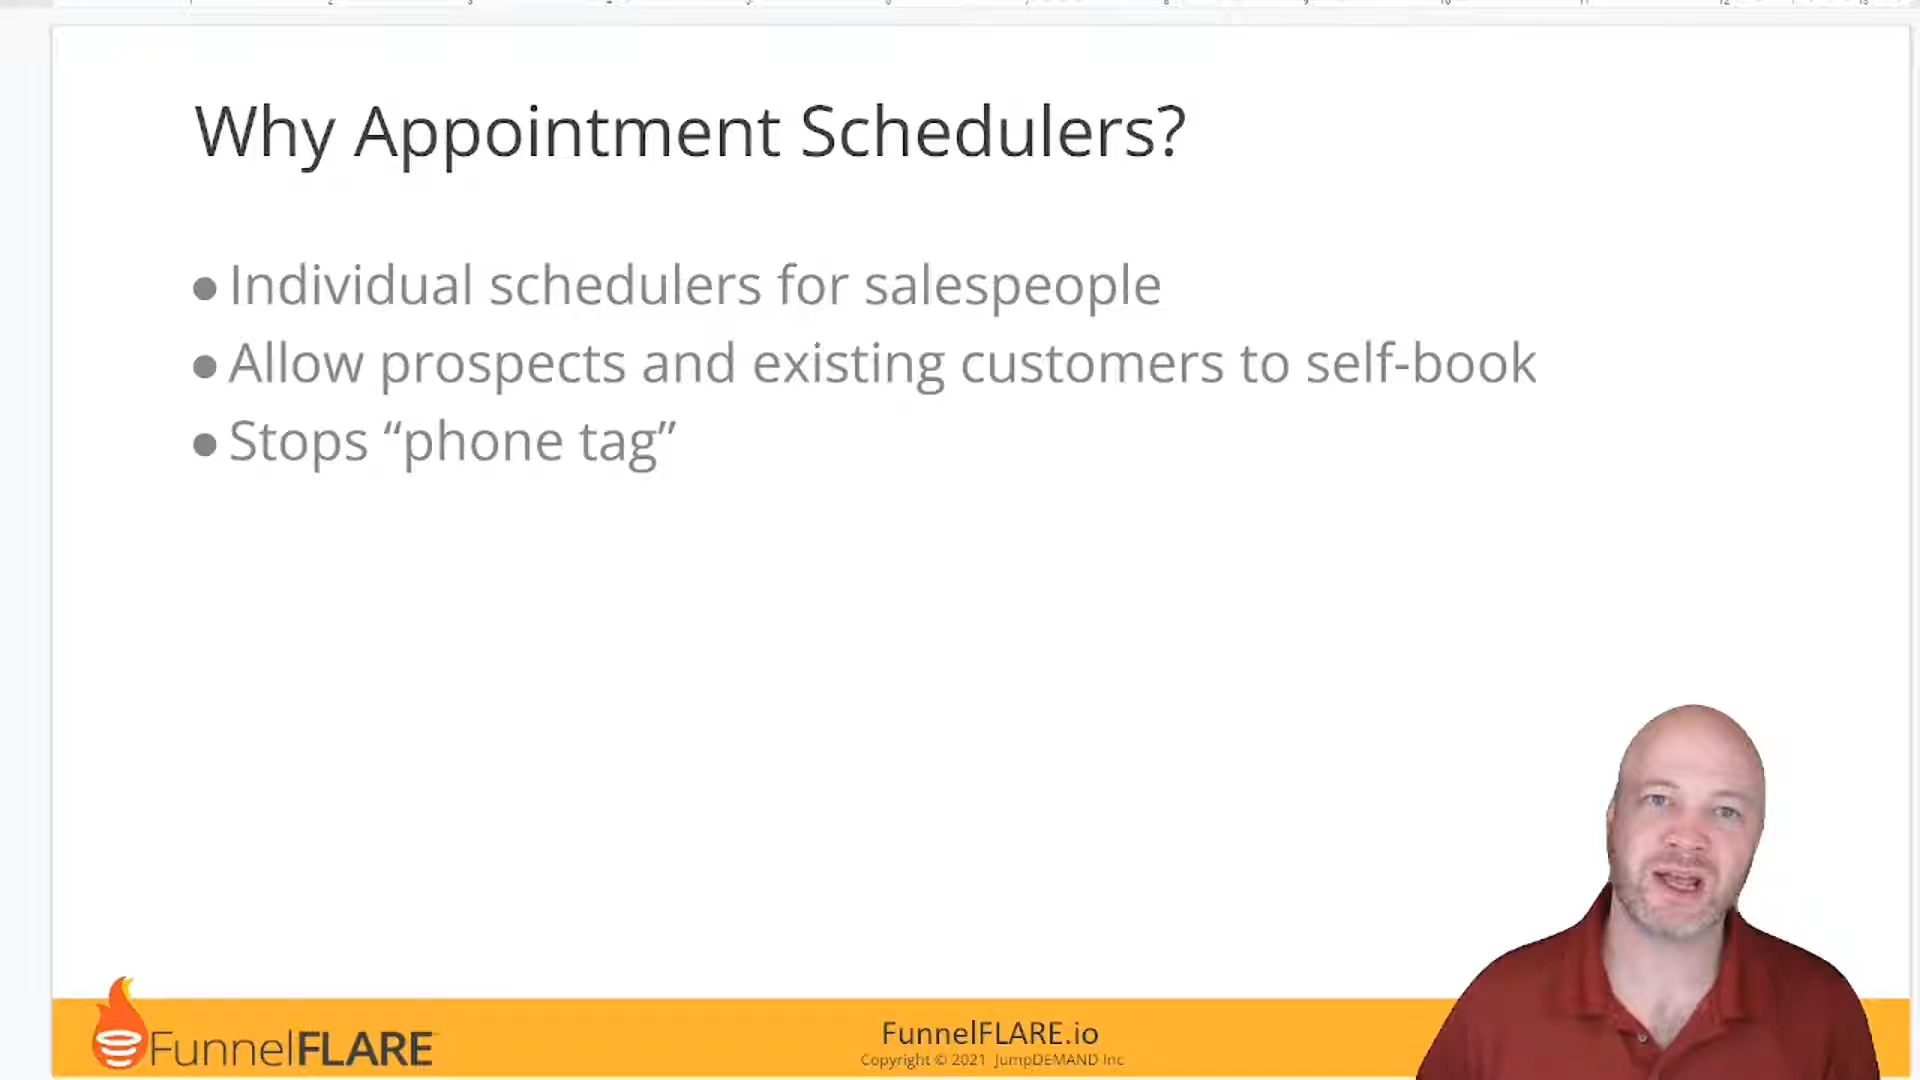 Why Appointment Schedulers?
● Individual schedulers for salespeople
● Allow prospects and existing customers to self-book
● Stops “phone tag”
FunnelFLARE
FunnelFLARE.io
Copyright © 2021 JumpDEMAND Inc